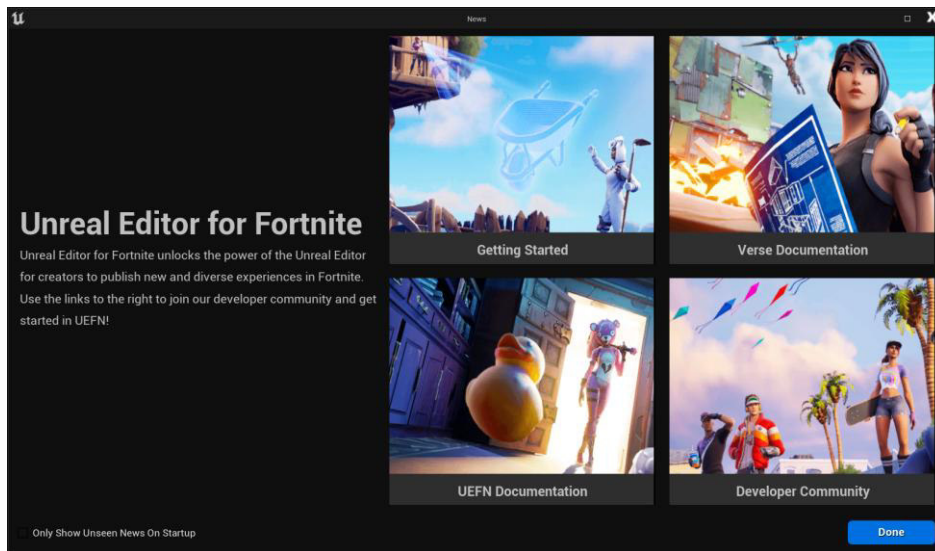 News
Unreal Editor for Fortnite
Unreal Editor for Fortnite unlocks the power of the Unreal Editor
for creators to publish new and diverse experiences in Fortnite.
Use the links to the right to join our developer community and get
started in UEFN!
Getting Started
Verse Documentation
UEFN Documentation
Developer Community
Only Show Unseen News On Startup
Done